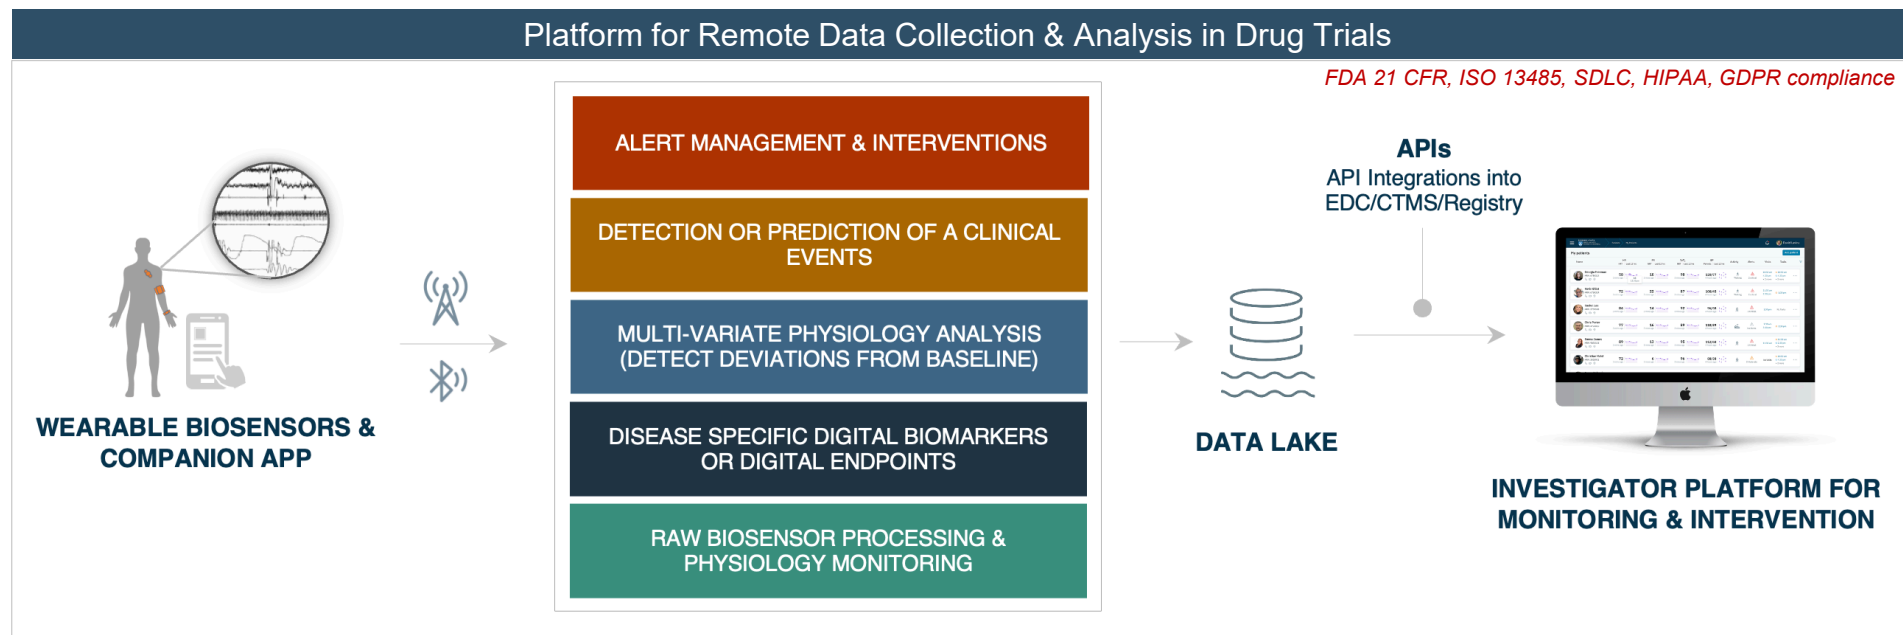 Platform for Remote Data Collection & Analysis in Drug Trials
FDA 21 CFR, ISO 13485, SDLC, HIPAA, GDPR compliance
WEARABLE BIOSENSORS &
COMPANION APP
ALERT MANAGEMENT & INTERVENTIONS
DETECTION OR PREDICTION OF A CLINICAL
EVENTS
MULTI-VARIATE PHYSIOLOGY ANALYSIS
(DETECT DEVIATIONS FROM BASELINE)
DISEASE SPECIFIC DIGITAL BIOMARKERS
OR DIGITAL ENDPOINTS
RAW BIOSENSOR PROCESSING &
PHYSIOLOGY MONITORING
DATA LAKE
APIs
API Integrations into
EDC/CTMS/Registry
INVESTIGATOR PLATFORM FOR
MONITORING & INTERVENTION